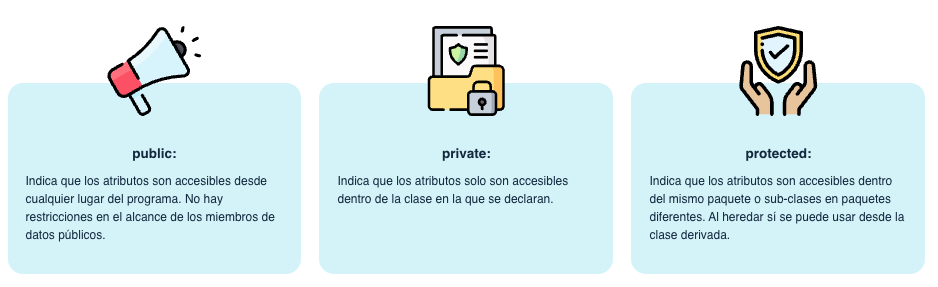 public:
Indica que los atributos son accesibles desde
cualquier lugar del programa. No hay
restricciones en el alcance de los miembros de
datos públicos.
private:
Indica que los atributos solo son accesibles
dentro de la clase en la que se declaran.
protected:
Indica que los atributos son accesibles dentro
del mismo paquete o sub-clases en paquetes
diferentes. Al heredar sí se puede usar desde la
clase derivada.